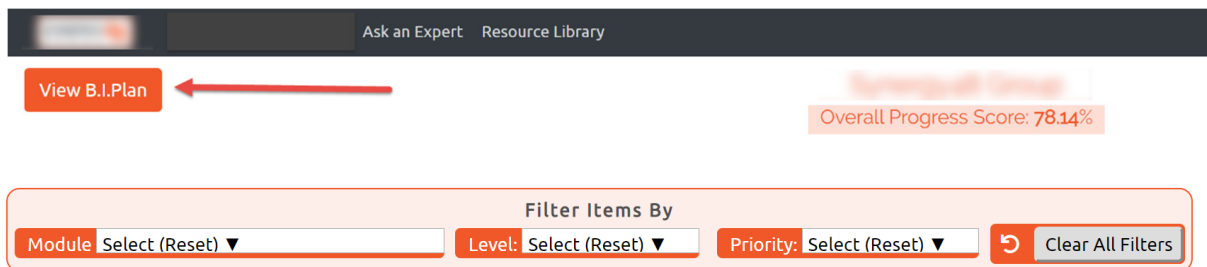 Ask an Expert Resource Library
View B.I.Plan
Overall Progress Score: 78.14%
Filter Items By
Module Select (Reset) ▼ Level: Select (Reset) ▼ Priority: Select (Reset) ▼ Clear All Filters